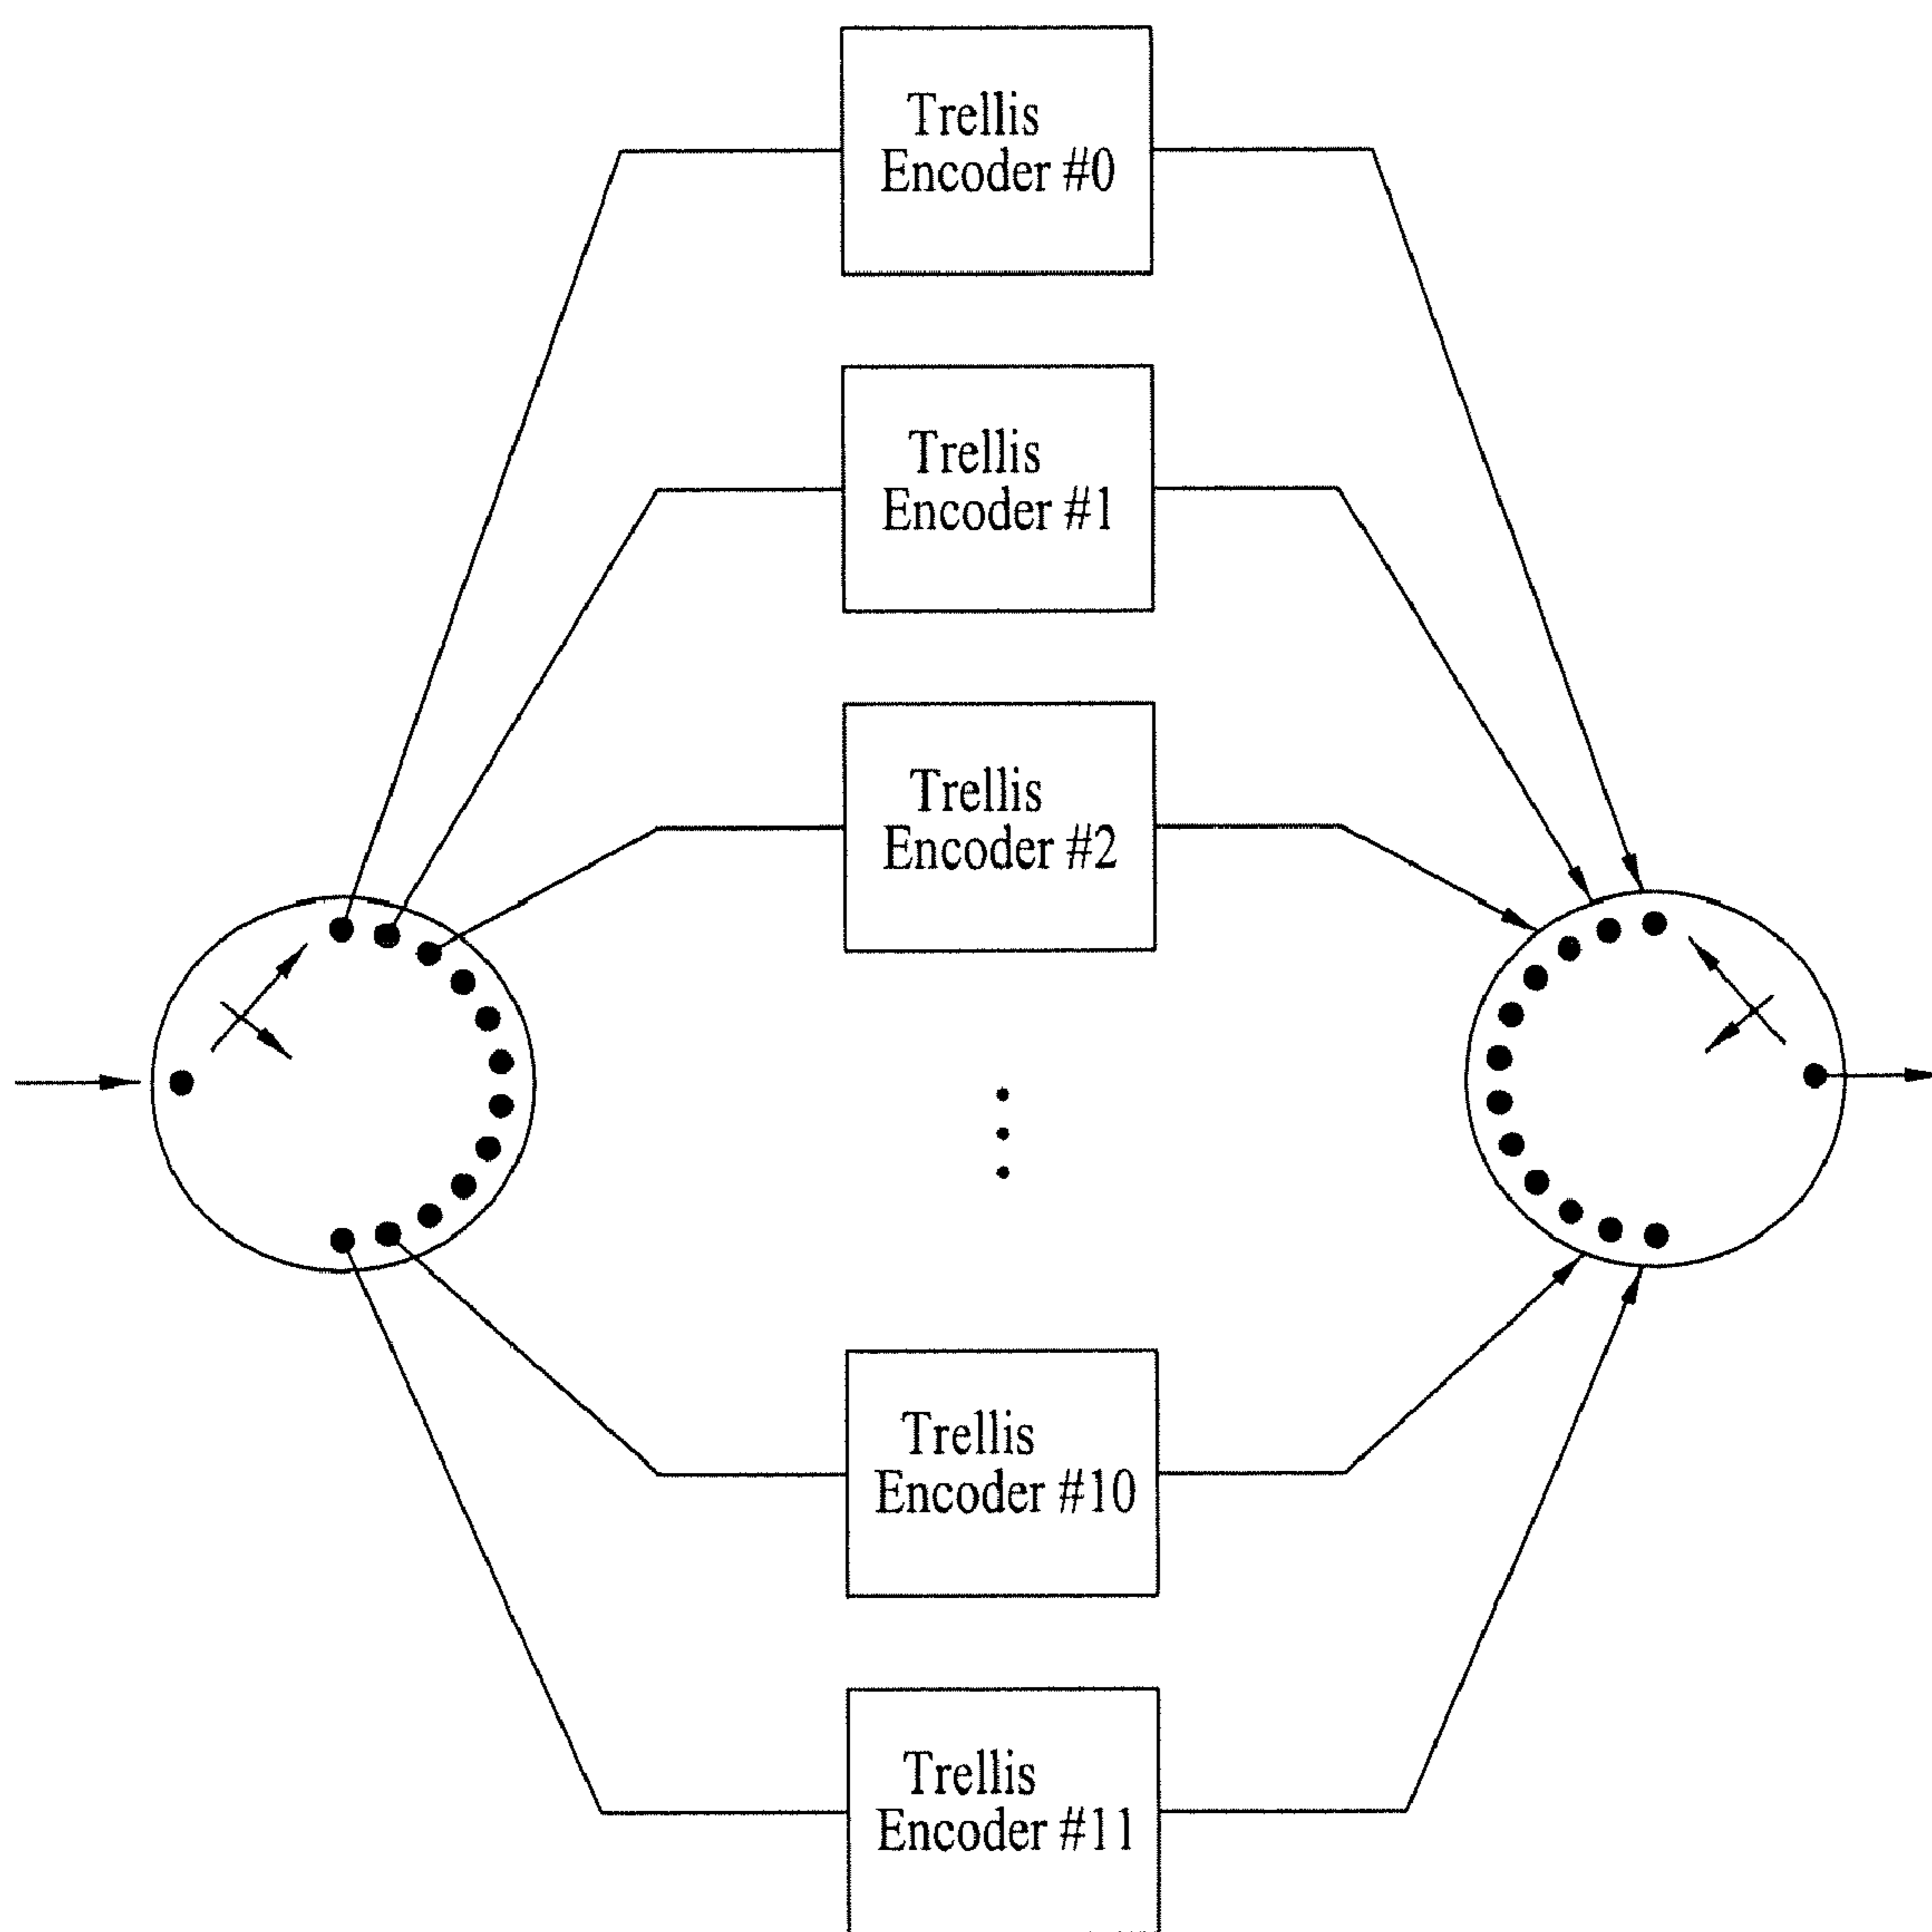 Trellis
Encoder #0
Trellis
Encoder #1
Trellis
Encoder #2
Trellis
Encoder #10
Trellis
Encoder #11